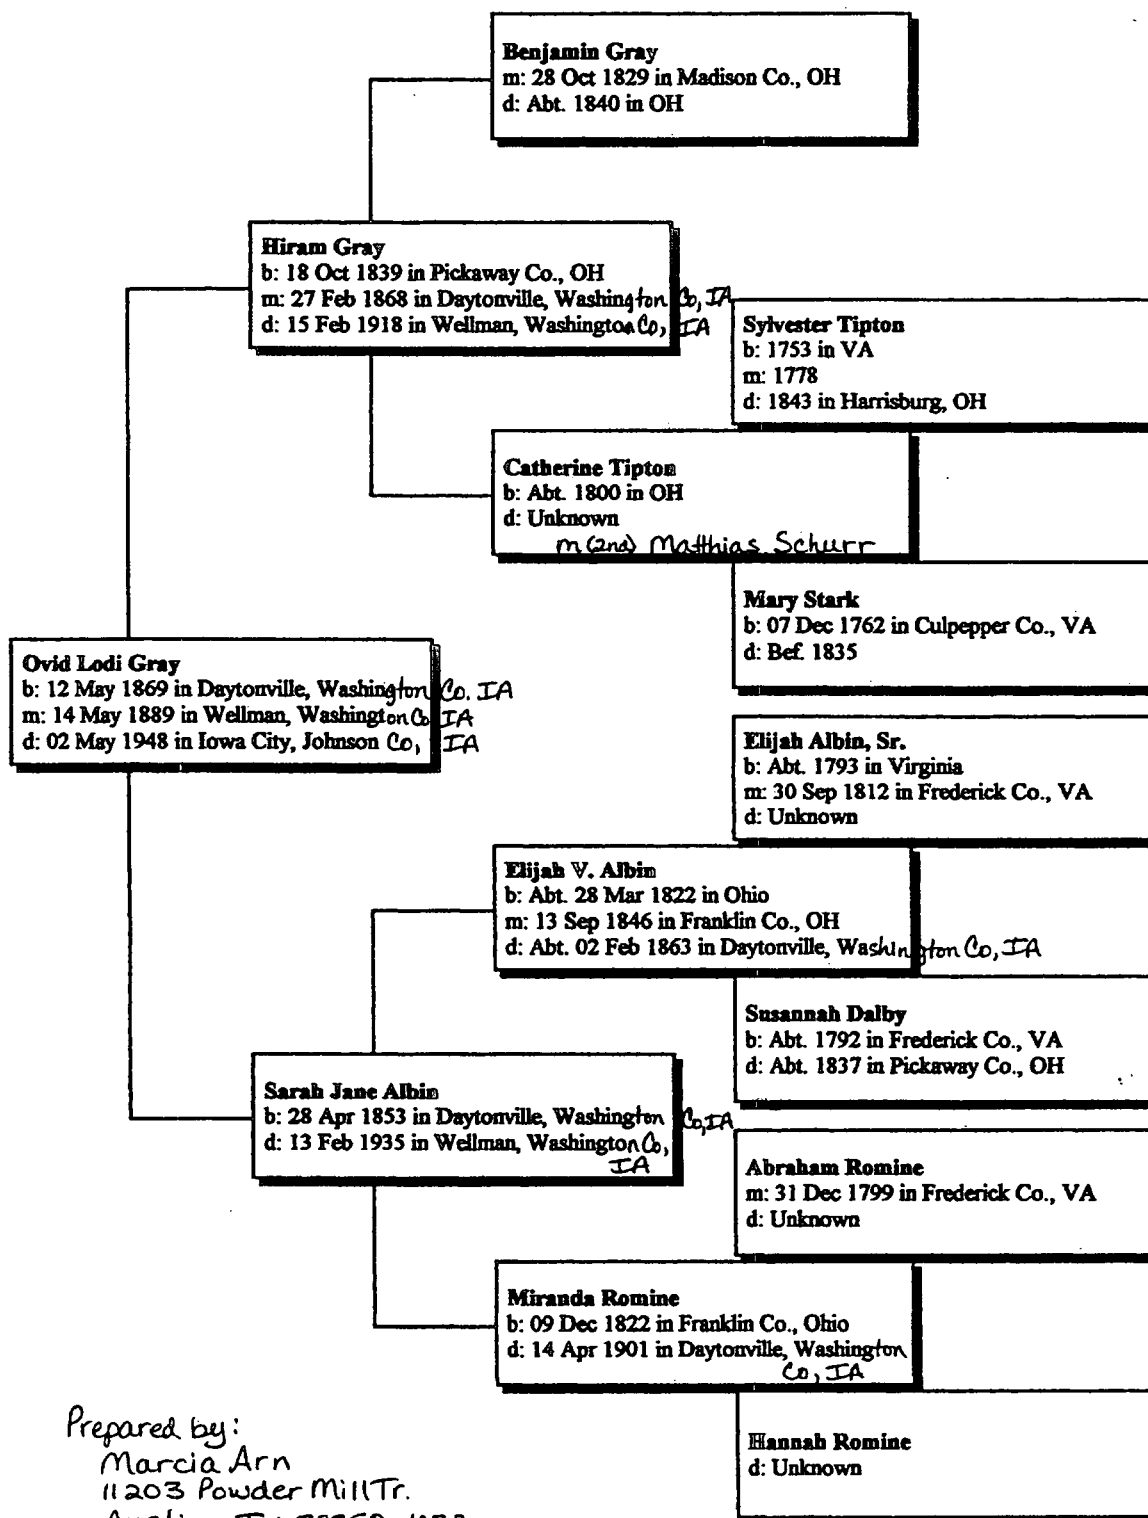 Benjamin Gray
m: 28 Oct 1829 in Madison Co., OH
d: Abt. 1840 in OH
Hiram Gray
b: 18 Oct 1839 in Pickaway Co., OH
m: 27 Feb 1868 in Daytonville, Washington Co, IA
d: 15 Feb 1918 in Wellman, Washington Co, IA
Sylvester Tipton
b: 1753 in VA
m: 1778
d: 1843 in Harrisburg, OH
Catherine Tipton
b: Abt. 1800 in OH
d: Unknown
m (2nd) Matthias Schurr
Mary Stark
b: 07 Dec 1762 in Culpepper Co., VA
d: Bef. 1835
Ovid Lodi Gray
b: 12 May 1869 in Daytonville, Washington Co. IA
m: 14 May 1889 in Wellman, Washington Co IA
d: 02 May 1948 in Iowa City, Johnson Co, IA
Elijah Albin, Sr.
b: Abt. 1793 in Virginia
m: 30 Sep 1812 in Frederick Co., VA
d: Unknown
Elijah V. Albin
b: Abt. 28 Mar 1822 in Ohio
m: 13 Sep 1846 in Franklin Co., OH
d: Abt. 02 Feb 1863 in Daytonville, Washington Co, IA
Susannah Dalby
b: Abt. 1792 in Frederick Co., VA
d: Abt. 1837 in Pickaway Co., OH
Sarah Jane Albin
b: 28 Apr 1853 in Daytonville, Washington Co, IA
d: 13 Feb 1935 in Wellman, Washington Co,
IA
Abraham Romine
m: 31 Dec 1799 in Frederick Co., VA
d: Unknown
Miranda Romine
b: 09 Dec 1822 in Franklin Co., Ohio
d: 14 Apr 1901 in Daytonville, Washington
Co, IA
Hannah Romine
d: Unknown
Prepared by:
Marcia Arn
11203 Powder Mill Tr.
Austin